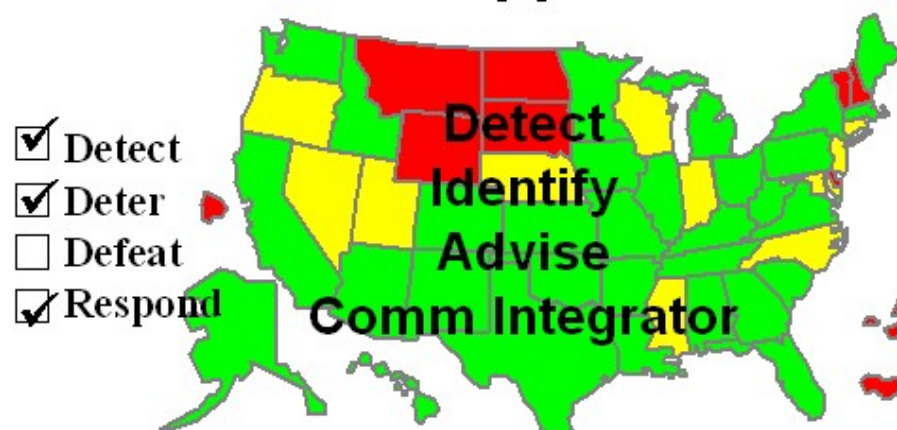 Detect
Deter
Defeat
Respond
Detect
Identify
Advise
Comm Integrator